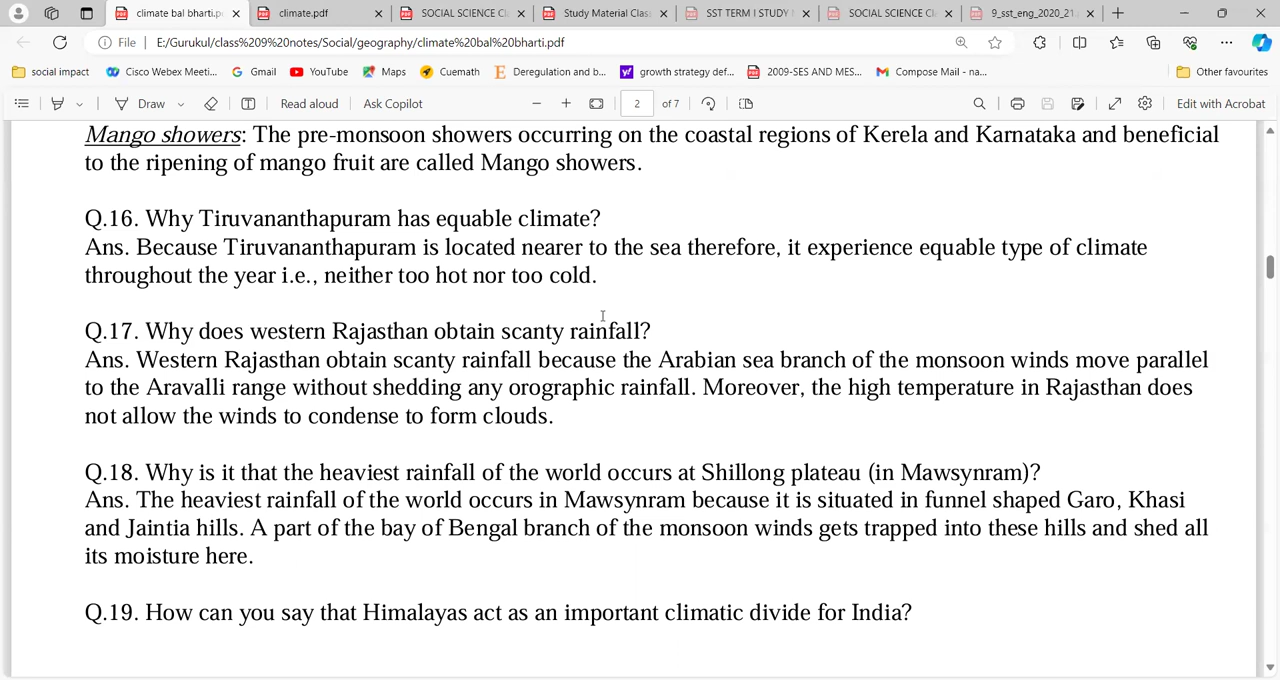 climate bal bharti.p
climate.pdf
SOCIAL SCIENCE Cl
Study Material Clas
SST TERM I STUDY M
SOCIAL SCIENCE Cl
9_sst_eng_2020_21.
File
E:/Gurukul/class%209%20notes/Social/geography/climate%20bal%20bharti.pdf
social impact
Cisco Webex Meeti...
Gmail
YouTube
Maps
Cuemath
Deregulation and b...
growth strategy def...
2009-SES AND MES...
Compose Mail - na...
Other favourites
Draw
Read aloud
Ask Copilot
2 of 7
Edit with Acrobat
Mango showers: The pre-monsoon showers occurring on the coastal regions of Kerela and Karnataka and beneficial
to the ripening of mango fruit are called Mango showers.
Q.16. Why Tiruvananthapuram has equable climate?
Ans. Because Tiruvananthapuram is located nearer to the sea therefore, it experience equable type of climate
throughout the year i.e., neither too hot nor too cold.
Q.17. Why does western Rajasthan obtain scanty rainfall?
Ans. Western Rajasthan obtain scanty rainfall because the Arabian sea branch of the monsoon winds move parallel
to the Aravalli range without shedding any orographic rainfall. Moreover, the high temperature in Rajasthan does
not allow the winds to condense to form clouds.
Q.18. Why is it that the heaviest rainfall of the world occurs at Shillong plateau (in Mawsynram)?
Ans. The heaviest rainfall of the world occurs in Mawsynram because it is situated in funnel shaped Garo, Khasi
and Jaintia hills. A part of the bay of Bengal branch of the monsoon winds gets trapped into these hills and shed all
its moisture here.
Q.19. How can you say that Himalayas act as an important climatic divide for India?